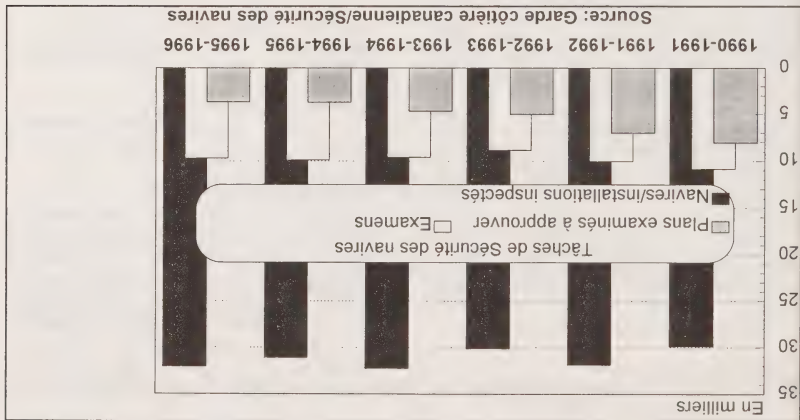 En milliers
35
30
25
20
15
10
5
0
Tâches de Sécurité des navires
Plans examinés à approuver Examens
Navires/installations inspectés
1990-1991 1991-1992 1992-1993 1993-1994 1994-1995 1995-1996
Source: Garde côtière canadienne/Sécurité des navires